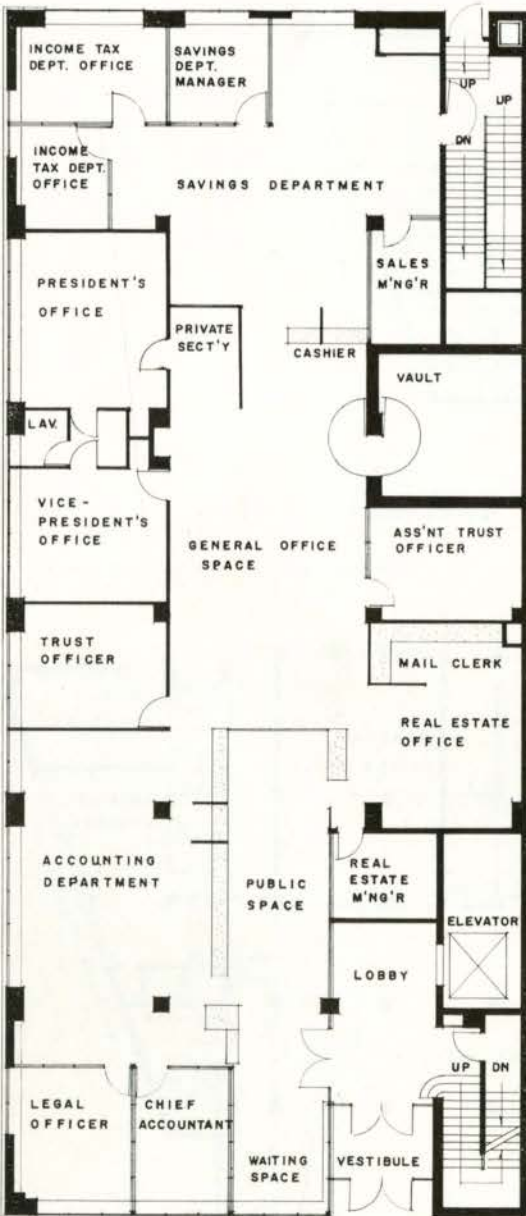 INCOME TAX
DEPT. OFFICE
SAVINGS
DEPT.
MANAGER
UP
UP
DN
INCOME
TAX DEPT.
OFFICE
SAVINGS DEPARTMENT
PRESIDENT'S
OFFICE
SALES
M'NG'R
PRIVATE
SECT'Y
CASHIER
VAULT
LAV.
VICE-
PRESIDENT'S
OFFICE
GENERAL OFFICE
SPACE
ASS'NT TRUST
OFFICER
TRUST
OFFICER
MAIL CLERK
REAL ESTATE
OFFICE
ACCOUNTING
DEPARTMENT
PUBLIC
SPACE
REAL
ESTATE
M'NG'R
ELEVATOR
LOBBY
UP
DN
LEGAL
OFFICER
CHIEF
ACCOUNTANT
WAITING
SPACE
VESTIBULE